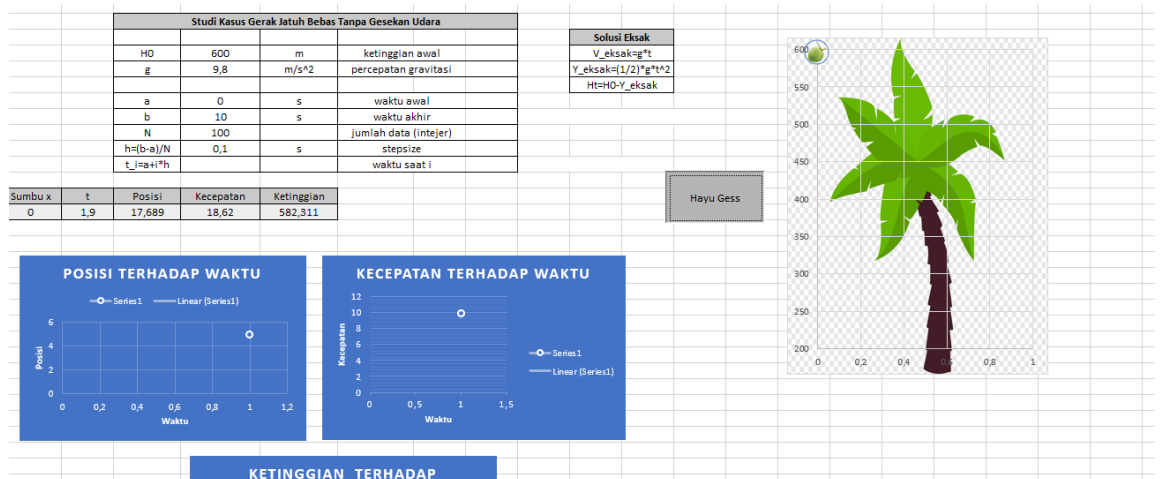 Studi Kasus Gerak Jatuh Bebas Tanpa Gesekan Udara
H0 600 m ketinggian awal
g 9,8 m/s^2 percepatan gravitasi
a 0 s waktu awal
b 10 s waktu akhir
N 100 jumlah data (intejer)
h=(b-a)/N 0,1 s stepsize
t_i=a+i*h waktu saat i
Solusi Eksak
V_eksak=g*t
Y_eksak=(1/2)*g*t^2
Ht=H0-Y_eksak
Sumbu x t Posisi Kecepatan Ketinggian
0 1,9 17,689 18,62 582,311
Hayu Gess
600
550
500
450
400
350
300
250
200
0 0,2 0,4 0,6 0,8 1
POSISI TERHADAP WAKTU
Series1 Linear (Series1)
6
4
2
0
Posisi
0 0,2 0,4 0,6 0,8 1 1,2
Waktu
KECEPATAN TERHADAP WAKTU
12
10
8
6
4
2
0
Kecepatan
0 0,5 1 1,5
Waktu
Series1
Linear (Series1)
KETINGGIAN TERHADAP